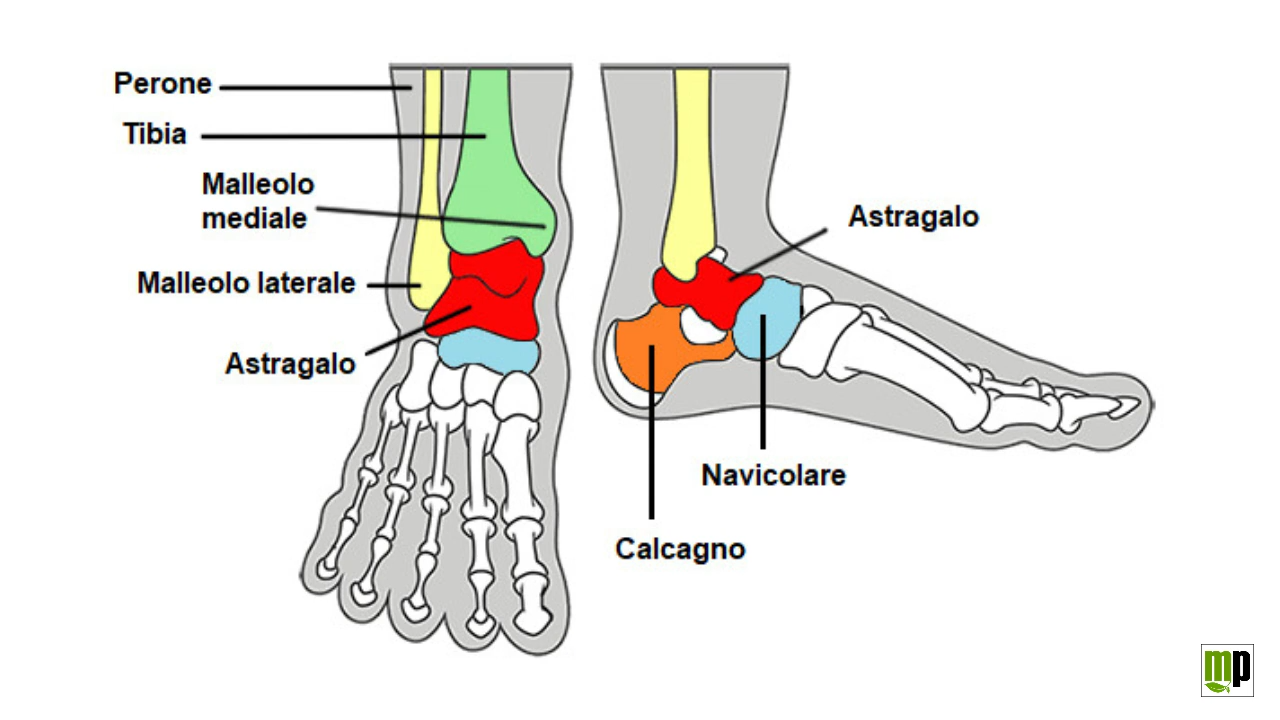 Perone
Tibia
Malleolo
mediale
Malleolo laterale
Astragalo
Astragalo
Navicolare
Calcagno
mp